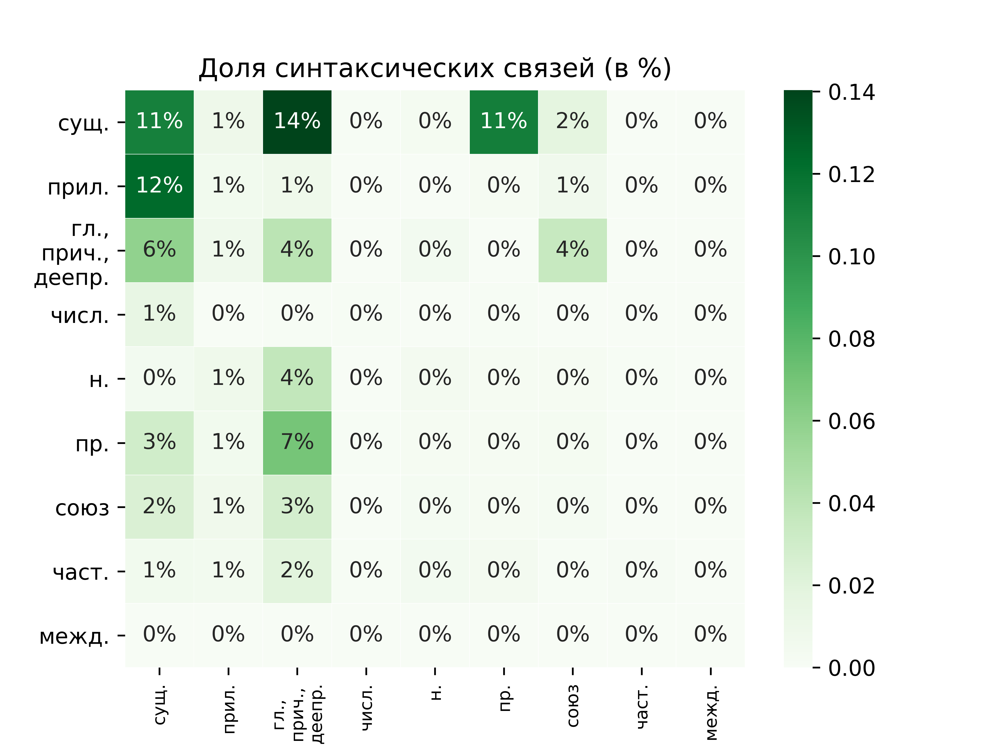 Доля синтаксических связей (в %)
сущ. 11% 1% 14% 0% 0% 11% 2% 0% 0%
прил. 12% 1% 1% 0% 0% 0% 1% 0% 0%
гл.,
прич.,
деепр. 6% 1% 4% 0% 0% 0% 4% 0% 0%
числ. 1% 0% 0% 0% 0% 0% 0% 0% 0%
н. 0% 1% 4% 0% 0% 0% 0% 0% 0%
пр. 3% 1% 7% 0% 0% 0% 0% 0% 0%
союз 2% 1% 3% 0% 0% 0% 0% 0% 0%
част. 1% 1% 2% 0% 0% 0% 0% 0% 0%
межд. 0% 0% 0% 0% 0% 0% 0% 0% 0%
сущ.
прил.
гл.,
прич.,
деепр.
числ.
н.
пр.
союз
част.
межд.
0.14
0.12
0.10
0.08
0.06
0.04
0.02
0.00